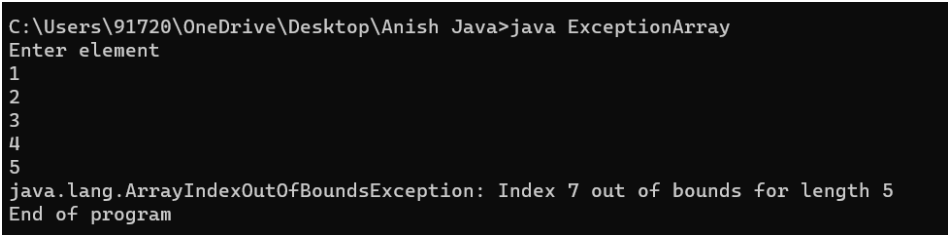 C:\Users\91720\OneDrive\Desktop\Anish Java>java ExceptionArray
Enter element
1
2
3
4
5
java.lang.ArrayIndexOutOfBoundsException: Index 7 out of bounds for length 5
End of program